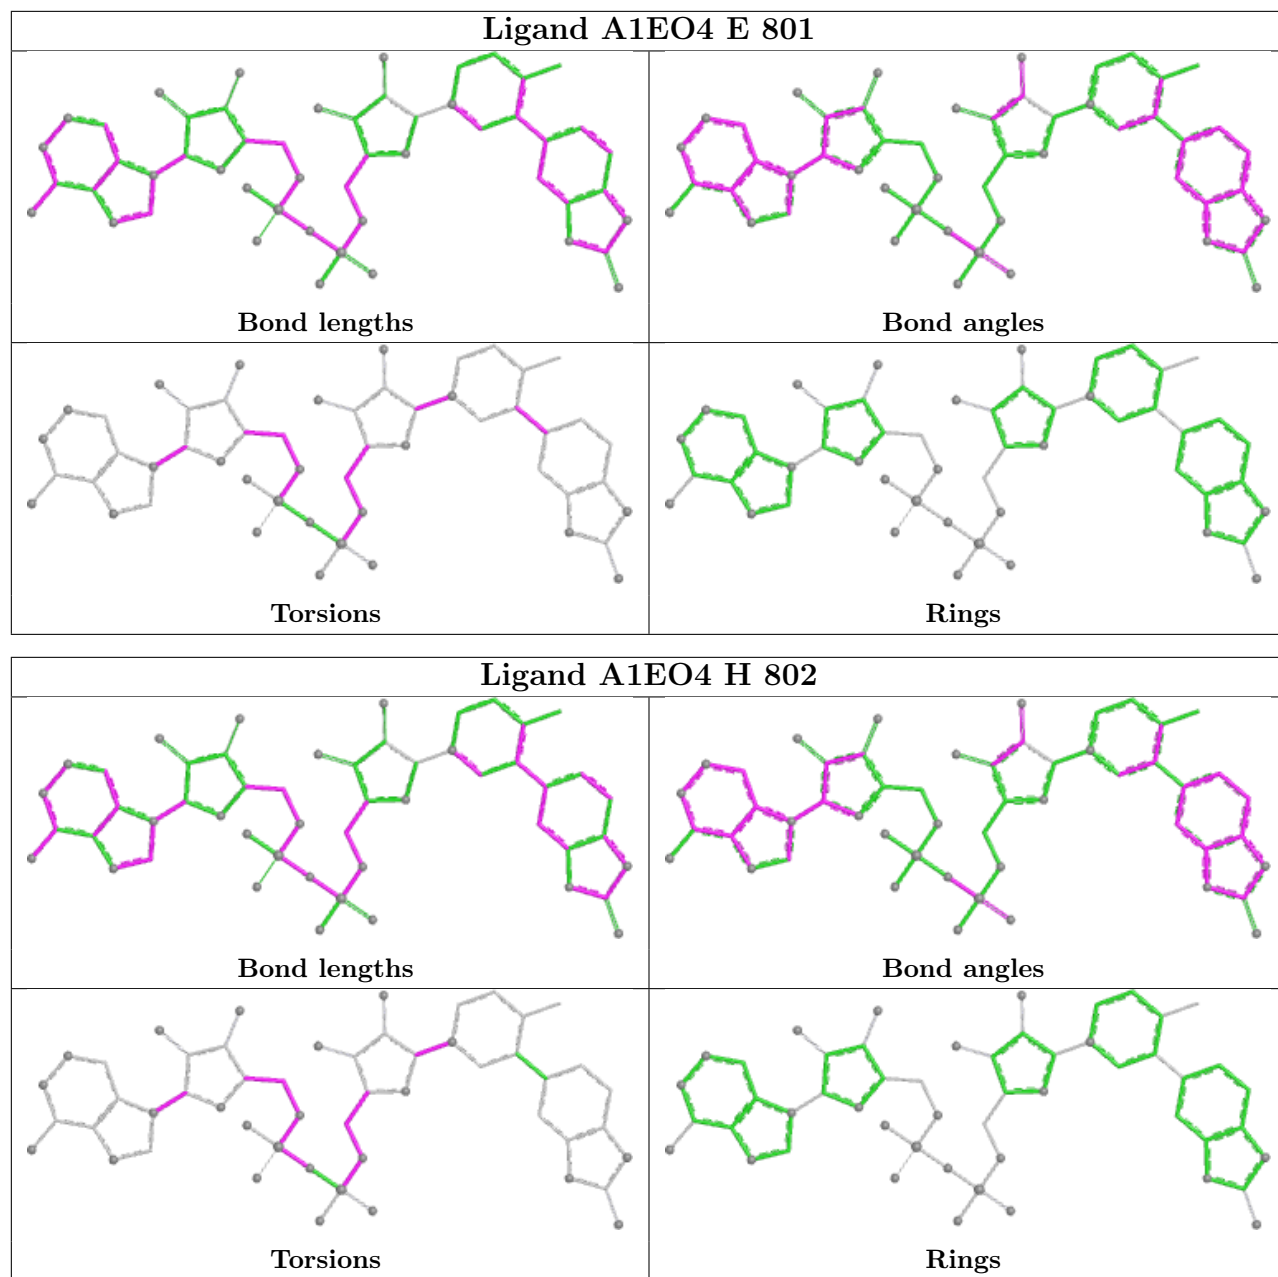 Ligand A1EO4 E 801
Bond lengths
Bond angles
Torsions
Rings
Ligand A1EO4 H 802
Bond lengths
Bond angles
Torsions
Rings